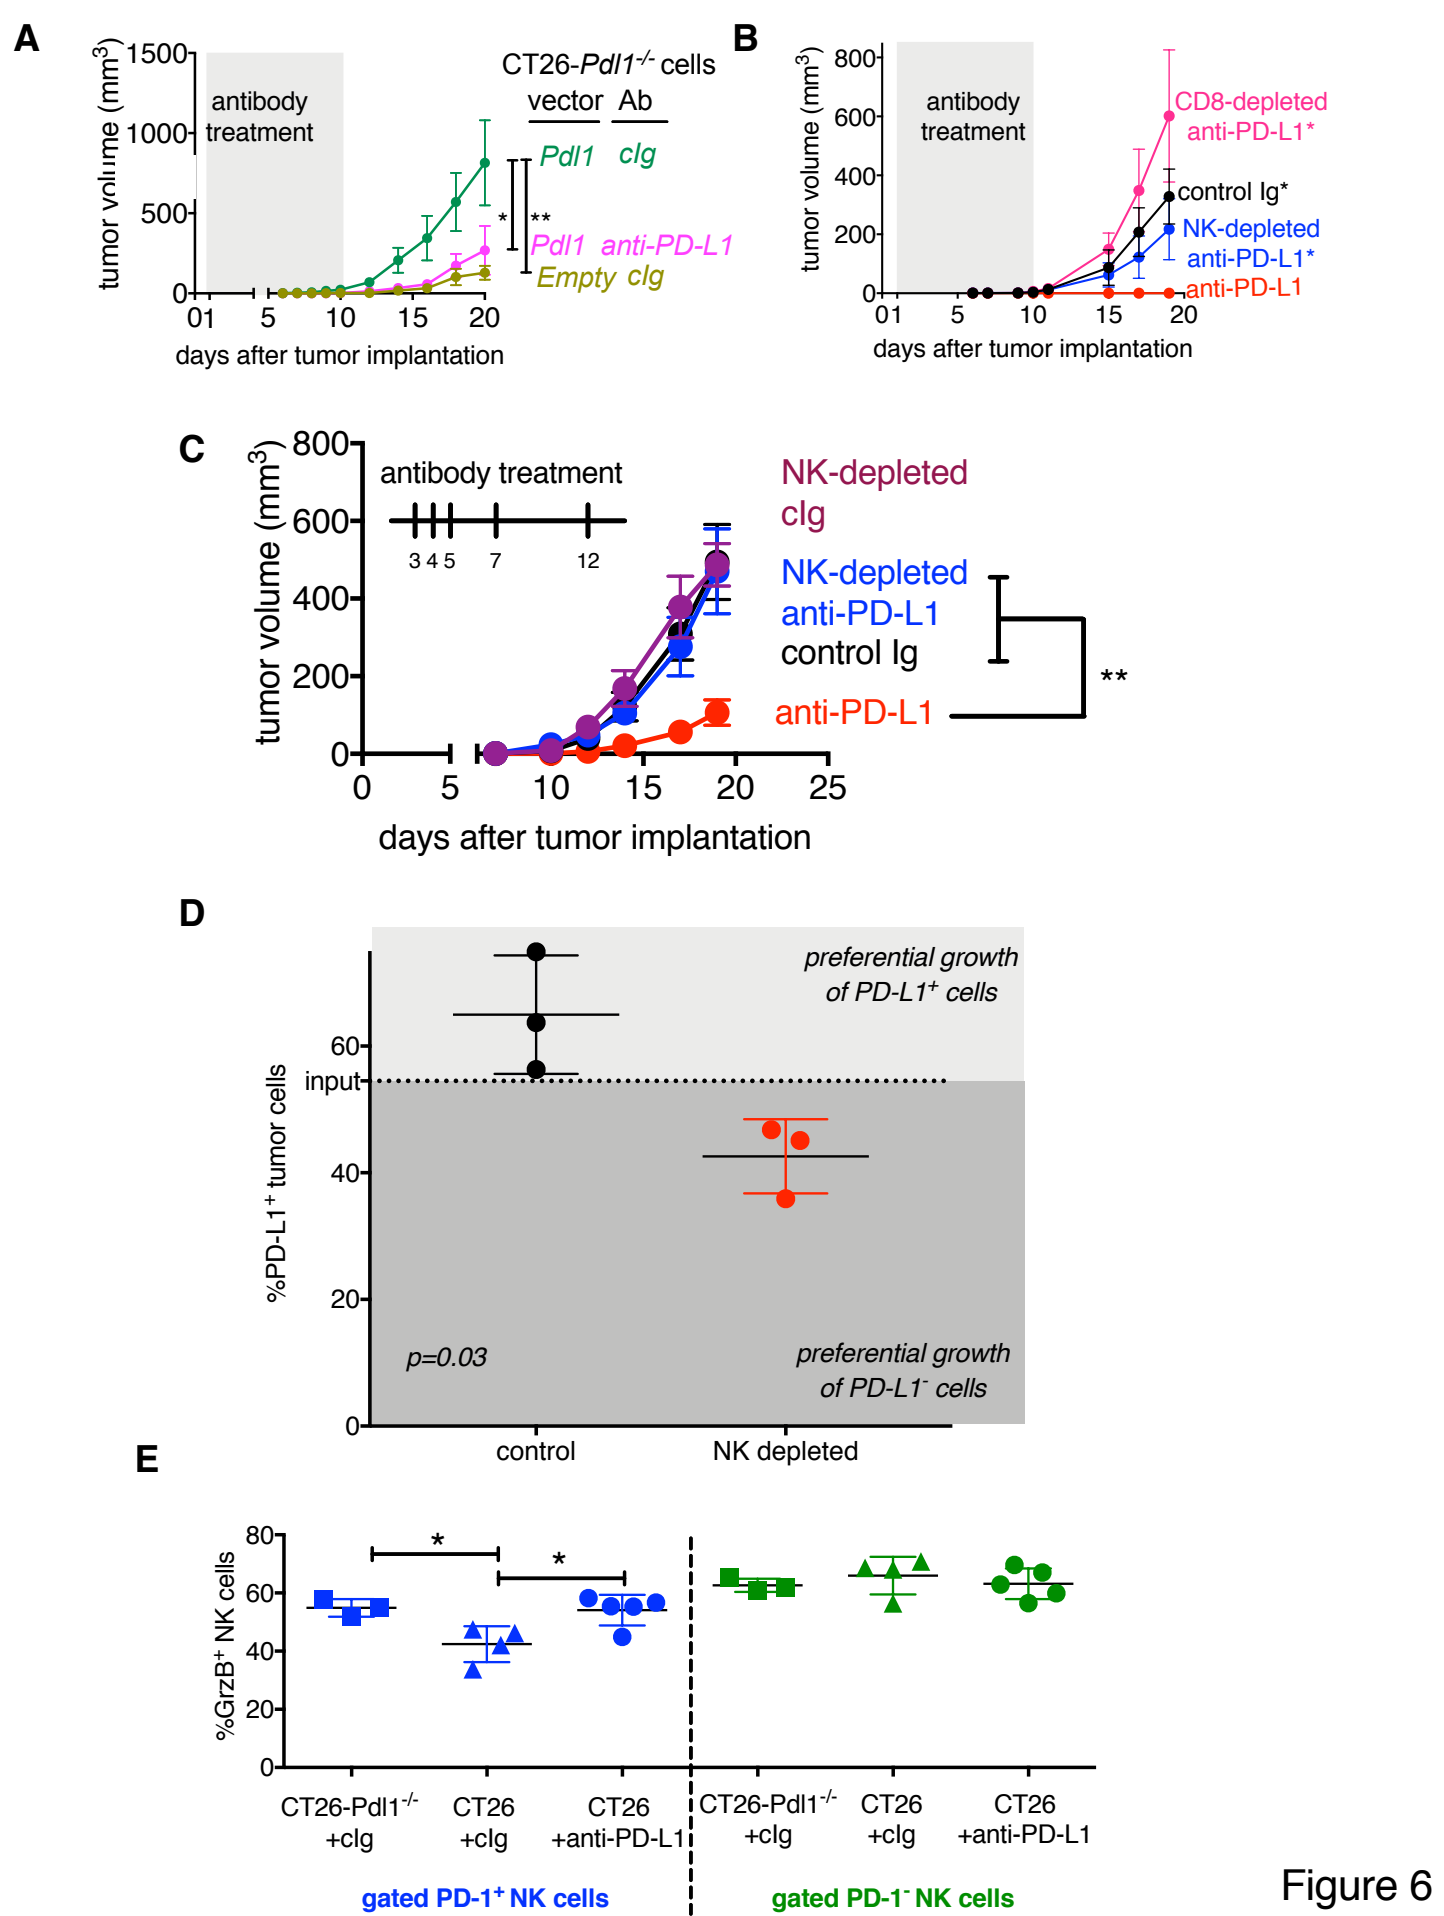 A
tumor volume (mm3)
1500
1000
500
0
antibody
treatment
CT26-Pdl1-/- cells
vector Ab
Pdl1 cIg
* **
Pdl1 anti-PD-L1
Empty cIg
01 5 10 15 20
days after tumor implantation
B
tumor volume (mm3)
800
600
400
200
0
antibody
treatment
CD8-depleted
anti-PD-L1*
control Ig*
NK-depleted
anti-PD-L1*
anti-PD-L1
01 5 10 15 20
days after tumor implantation
C
tumor volume (mm3)
800
600
400
200
0
antibody treatment
3 4 5 7 12
NK-depleted
cIg
NK-depleted
anti-PD-L1
control Ig
anti-PD-L1
**
0 5 10 15 20 25
days after tumor implantation
D
%PD-L1+ tumor cells
preferential growth
of PD-L1+ cells
60
input
40
20
0
p=0.03
preferential growth
of PD-L1- cells
control NK depleted
E
%GrzB+ NK cells
80
60
40
20
0
* *
CT26-Pdl1-/- CT26 CT26 CT26-Pdl1-/- CT26 CT26
+cIg +cIg +anti-PD-L1 +cIg +cIg +anti-PD-L1
gated PD-1+ NK cells gated PD-1- NK cells
Figure 6